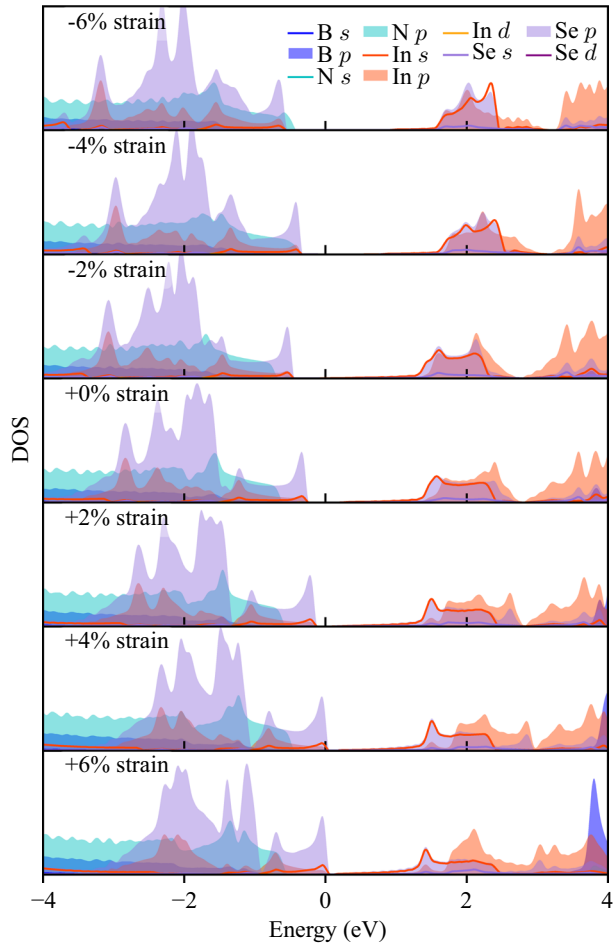 -6% strain
B s
N p
In d
Se p
B p
In s
Se s
Se d
N s
In p
-4% strain
-2% strain
+0% strain
DOS
+2% strain
+4% strain
+6% strain
−4
−2
0
2
4
Energy (eV)